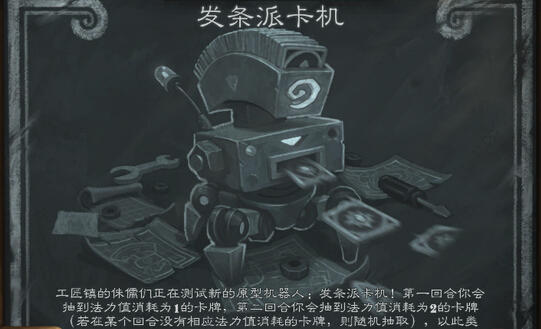 发条派卡机
工匠镇的侏儒们正在测试新的原型机器人：发条派卡机！第一回合你会
抽到法力值消耗为1的卡牌，第二回合你会抽到法力值消耗为2的卡牌
（若在某个回合没有相应法力值消耗的卡牌，则随机抽取），以此类